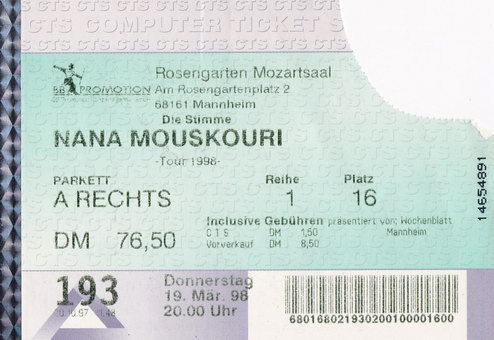 CTS COMPUTER TICKET S
Rosengarten Mozartsaal
BB PROMOTION Am Rosengartenplatz 2
68161 Mannheim
Die Stimme
NANA MOUSKOURI
-Tour 1998-
PARKETT Reihe Platz
A RECHTS 1 16
Inclusive Gebühren präsentiert von: Wochenblatt
CTS DM 1,50 Mannheim
DM 76,50 Vorverkauf DM 8,50
193 Donnerstag
19. Mär. 98
20.00 Uhr
680168021930200100001600
14654891